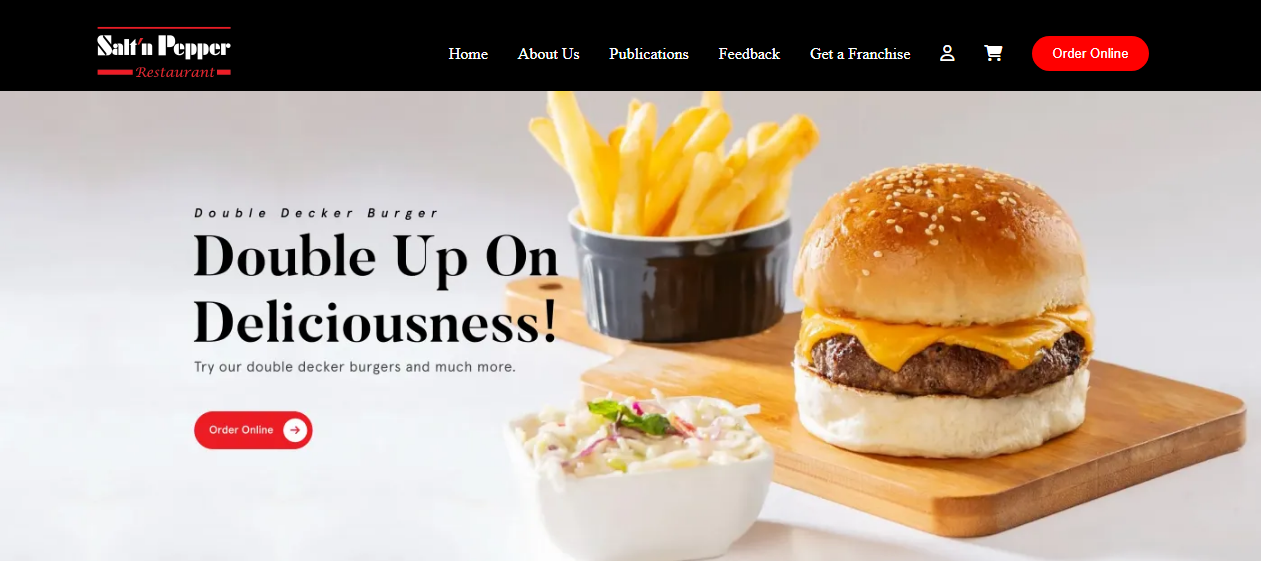 Salt'n Pepper
Restaurant
Home About Us Publications Feedback Get a Franchise Order Online
Double Decker Burger
Double Up On
Deliciousness!
Try our double decker burgers and much more.
Order Online